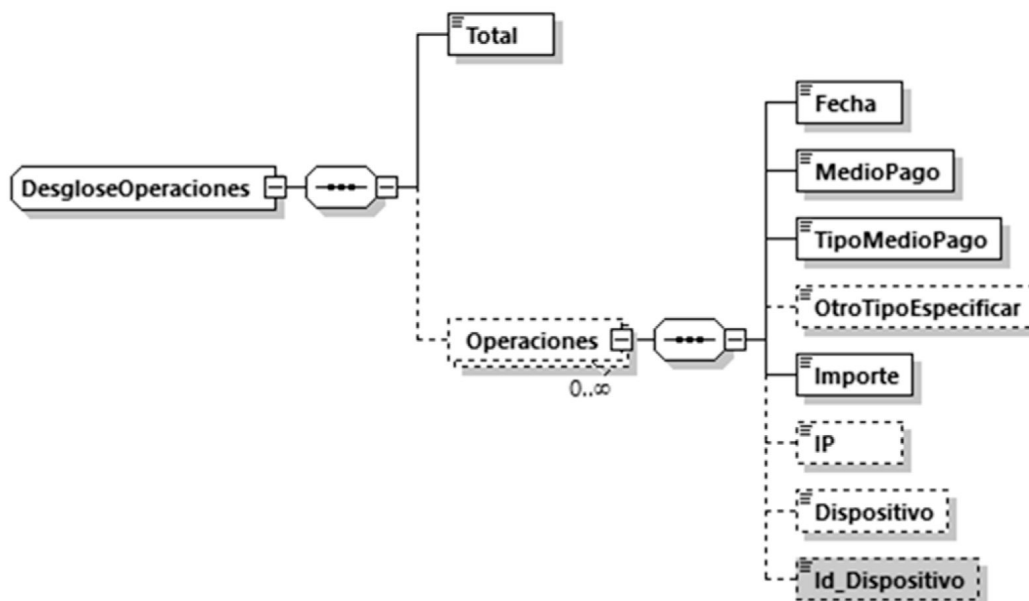 Total
Fecha
MedioPago
DesgloseOperaciones
TipoMedioPago
OtroTipoEspecificar
Operaciones
0..∞
Importe
IP
Dispositivo
Id_Dispositivo